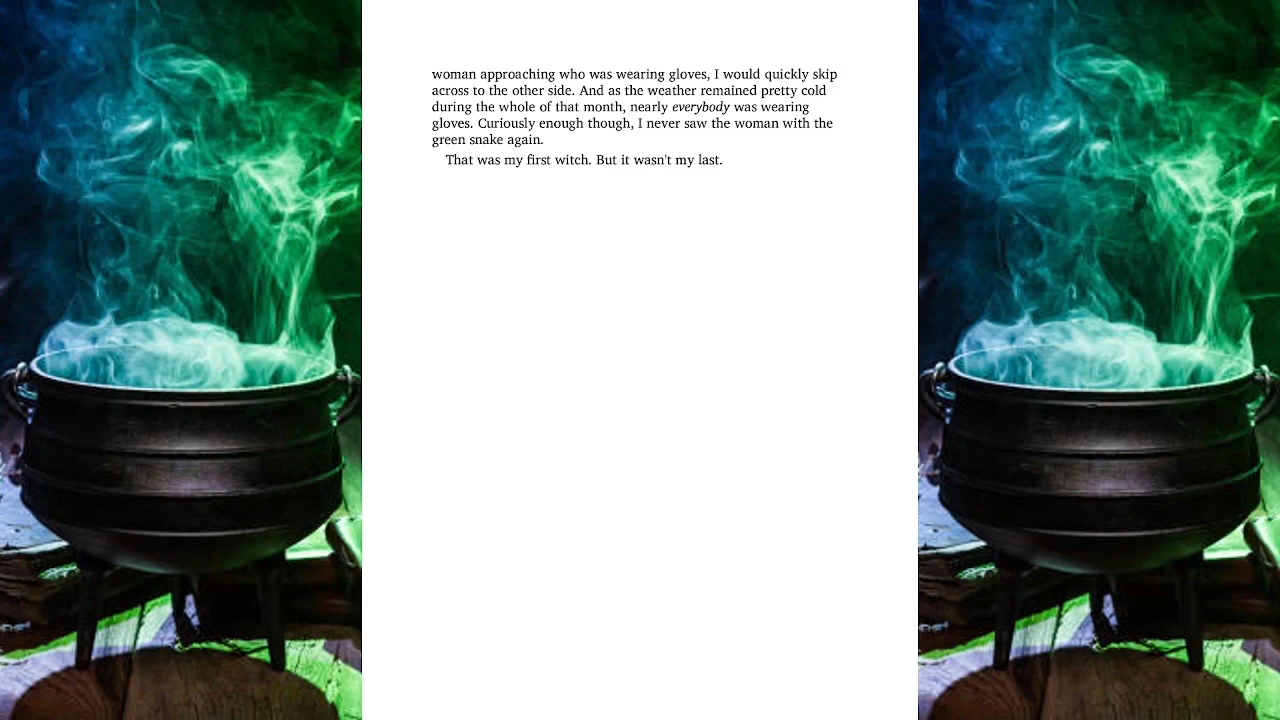 woman approaching who was wearing gloves, I would quickly skip
across to the other side. And as the weather remained pretty cold
during the whole of that month, nearly everybody was wearing
gloves. Curiously enough though, I never saw the woman with the
green snake again.
That was my first witch. But it wasn't my last.